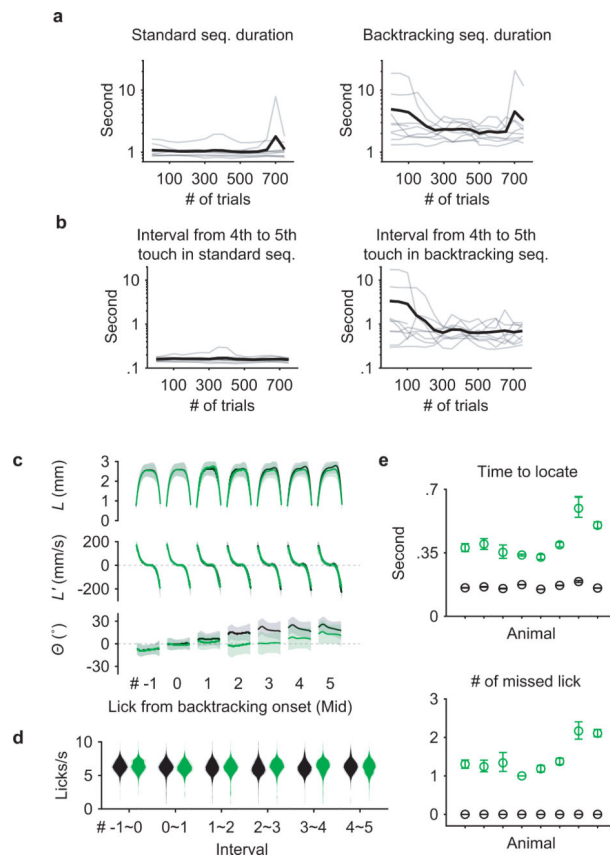 a
Standard seq. duration
Backtracking seq. duration
Second
10
1
100 300 500 700
# of trials
Second
10
1
100 300 500 700
# of trials
b
Interval from 4th to 5th
touch in standard seq.
Interval from 4th to 5th
touch in backtracking seq.
Second
10
1
.1
100 300 500 700
# of trials
Second
10
1
.1
100 300 500 700
# of trials
c
L (mm)
3
2
1
0
L' (mm/s)
200
0
-200
Θ (°)
30
0
-30
# -1 0 1 2 3 4 5
Lick from backtracking onset (Mid)
d
Licks/s
10
5
0
# -1~0 0~1 1~2 2~3 3~4 4~5
Interval
e
Time to locate
Second
.7
.35
0
Animal
# of missed lick
3
2
1
0
Animal